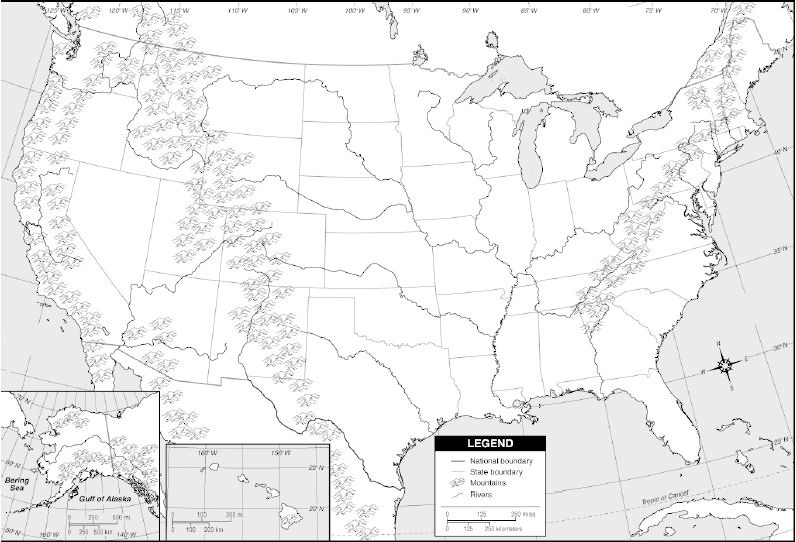 125°W 120°W 115°W 110°W 105°W 100°W 95°W 90°W 85°W 80°W 75°W 70°W
40°N
35°N
30°N
25°N
N
W E
S
Tropic of Cancer
LEGEND
National boundary
State boundary
Mountains
Rivers
0 125 250 miles
0 125 250 kilometers
70°N
60°N
50°N
Bering
Sea
Gulf of Alaska
0 250 500 mi.
0 250 500 km
160°W 140°W
160°W 156°W
22°N
20°N
0 100 200 mi.
0 100 200 km